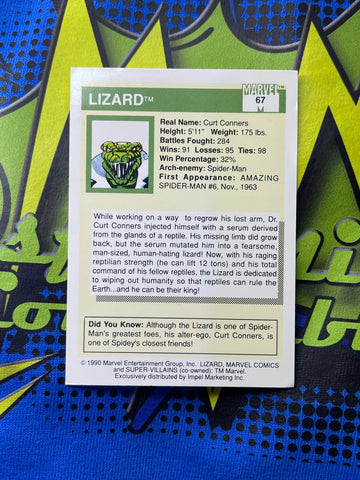 LIZARD™
MARVEL™
67
Real Name: Curt Conners
Height: 5'11" Weight: 175 lbs.
Battles Fought: 284
Wins: 91 Losses: 95 Ties: 98
Win Percentage: 32%
Arch-enemy: Spider-Man
First Appearance: AMAZING
SPIDER-MAN #6, Nov., 1963
While working on a way to regrow his lost arm, Dr.
Curt Conners injected himself with a serum derived
from the glands of a reptile. His missing limb did grow
back, but the serum mutated him into a fearsome,
man-sized, human-hating lizard! Now, with his raging
reptilian strength (he can lift 12 tons) and his total
command of his fellow reptiles, the Lizard is dedicated
to wiping out humanity so that reptiles can rule the
Earth...and he can be their king!
Did You Know: Although the Lizard is one of Spider-
Man's greatest foes, his alter-ego, Curt Conners, is
one of Spidey's closest friends!
© 1990 Marvel Entertainment Group, Inc. LIZARD, MARVEL COMICS
and SUPER-VILLAINS (co-owned): TM Marvel.
Exclusively distributed by Impel Marketing Inc.